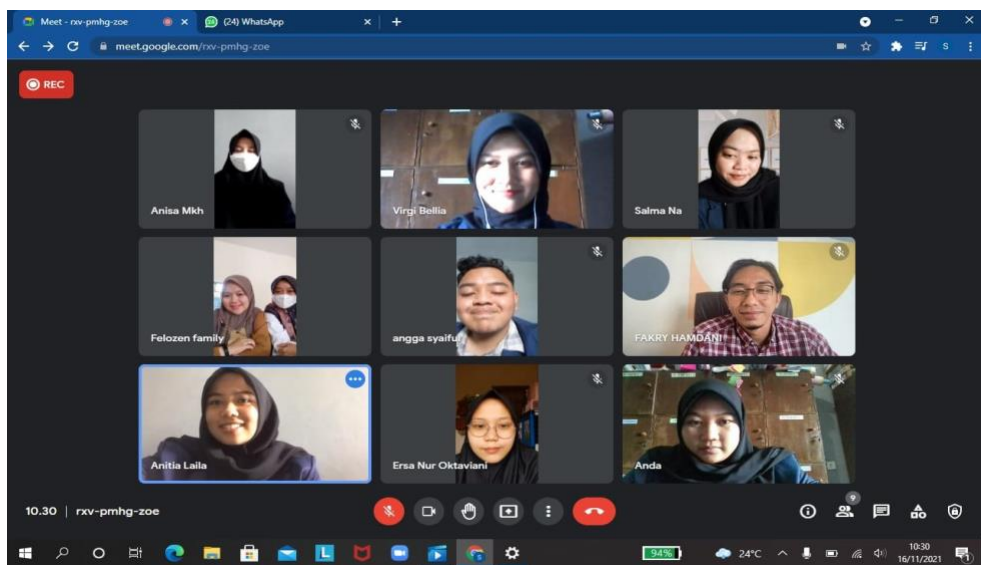 Meet - rxv-pmhg-zoe
(24) WhatsApp
meet.google.com/rxv-pmhg-zoe
S
REC
Anisa Mkh
Virgi Bellia
Salma Na
Felozen family
angga syaiful
FAKRY HAMDANI
Anitia Laila
Ersa Nur Oktaviani
Anda
10.30 | rxv-pmhg-zoe
9
L
94%
24°C
10:30
16/11/2021
1